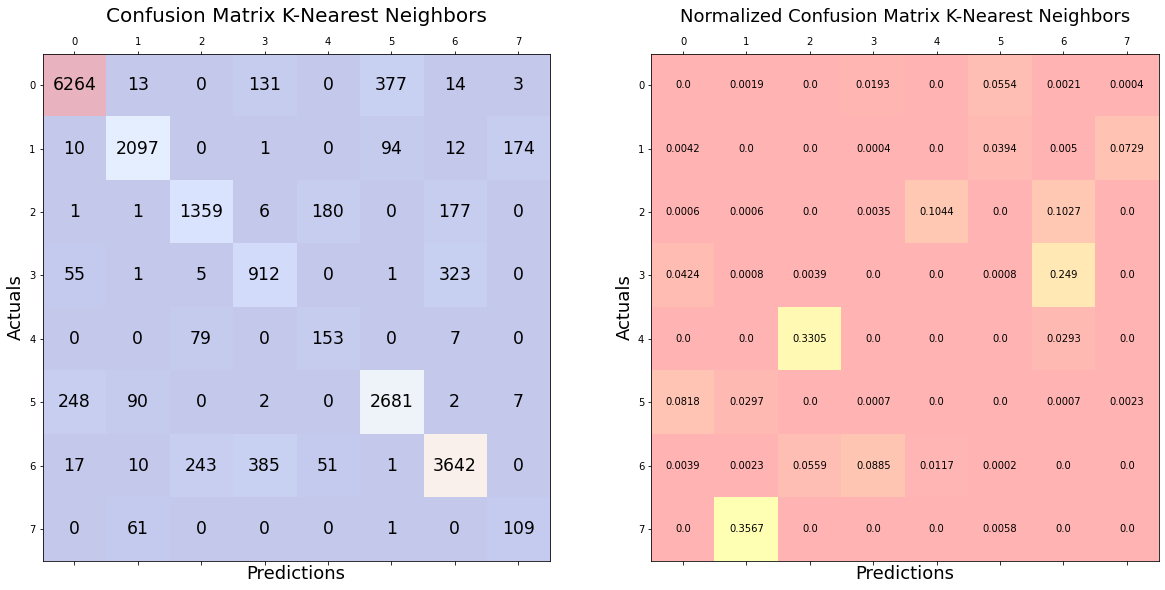 Confusion Matrix K-Nearest Neighbors
0 1 2 3 4 5 6 7
0 6264 13 0 131 0 377 14 3
1 10 2097 0 1 0 94 12 174
2 1 1 1359 6 180 0 177 0
3 55 1 5 912 0 1 323 0
4 0 0 79 0 153 0 7 0
5 248 90 0 2 0 2681 2 7
6 17 10 243 385 51 1 3642 0
7 0 61 0 0 0 1 0 109
Actuals
Predictions
Normalized Confusion Matrix K-Nearest Neighbors
0 1 2 3 4 5 6 7
0 0.0 0.0019 0.0 0.0193 0.0 0.0554 0.0021 0.0004
1 0.0042 0.0 0.0 0.0004 0.0 0.0394 0.005 0.0729
2 0.0006 0.0006 0.0 0.0035 0.1044 0.0 0.1027 0.0
3 0.0424 0.0008 0.0039 0.0 0.0 0.0008 0.249 0.0
4 0.0 0.0 0.3305 0.0 0.0 0.0 0.0293 0.0
5 0.0818 0.0297 0.0 0.0007 0.0 0.0 0.0007 0.0023
6 0.0039 0.0023 0.0559 0.0885 0.0117 0.0002 0.0 0.0
7 0.0 0.3567 0.0 0.0 0.0 0.0058 0.0 0.0
Actuals
Predictions